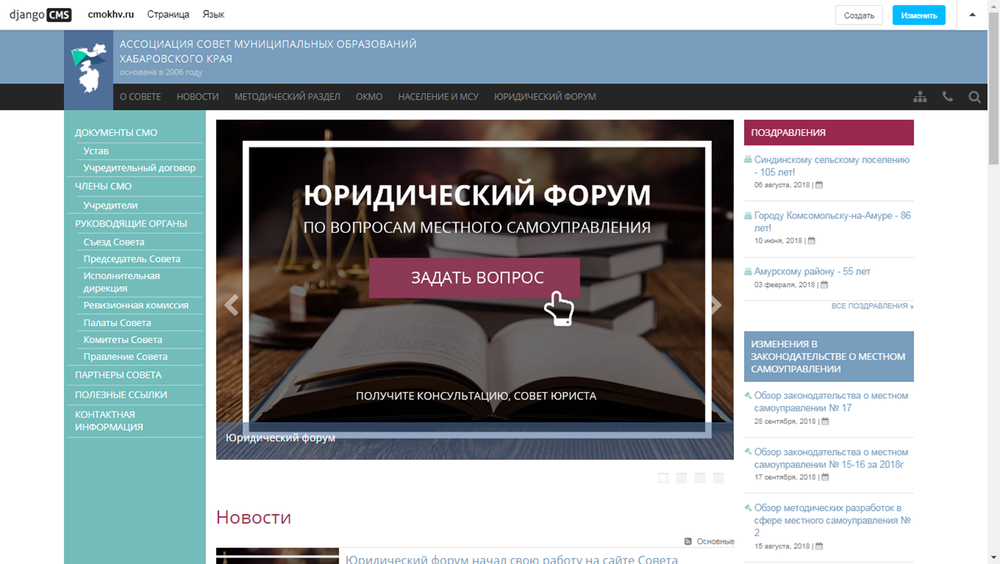 django CMS cmokhv.ru Страница Язык Создать Изменить
АССОЦИАЦИЯ СОВЕТ МУНИЦИПАЛЬНЫХ ОБРАЗОВАНИЙ
ХАБАРОВСКОГО КРАЯ
основана в 2006 году
О СОВЕТЕ НОВОСТИ МЕТОДИЧЕСКИЙ РАЗДЕЛ ОКМО НАСЕЛЕНИЕ И МСУ ЮРИДИЧЕСКИЙ ФОРУМ
ДОКУМЕНТЫ СМО
Устав
Учредительный договор
ЧЛЕНЫ СМО
Учредители
РУКОВОДЯЩИЕ ОРГАНЫ
Съезд Совета
Председатель Совета
Исполнительная
дирекция
Ревизионная комиссия
Палаты Совета
Комитеты Совета
Правление Совета
ПАРТНЕРЫ СОВЕТА
ПОЛЕЗНЫЕ ССЫЛКИ
КОНТАКТНАЯ
ИНФОРМАЦИЯ
ЮРИДИЧЕСКИЙ ФОРУМ
ПО ВОПРОСАМ МЕСТНОГО САМОУПРАВЛЕНИЯ
ЗАДАТЬ ВОПРОС
ПОЛУЧИТЕ КОНСУЛЬТАЦИЮ, СОВЕТ ЮРИСТА
Юридический форум
Новости
Основные
Юридический форум начал свою работу на сайте Совета
ПОЗДРАВЛЕНИЯ
Синдинскому сельскому поселению
- 105 лет!
06 августа, 2018 |
Городу Комсомольску-на-Амуре - 86
лет!
10 июня, 2018 |
Амурскому району - 55 лет
03 февраля, 2018 |
ВСЕ ПОЗДРАВЛЕНИЯ »
ИЗМЕНЕНИЯ В
ЗАКОНОДАТЕЛЬСТВЕ О МЕСТНОМ
САМОУПРАВЛЕНИИ
Обзор законодательства о местном
самоуправлении № 17
28 сентября, 2018 |
Обзор законодательства о местном
самоуправлении № 15-16 за 2018г
17 сентября, 2018 |
Обзор методических разработок в
сфере местного самоуправления №
2
15 августа, 2018 |